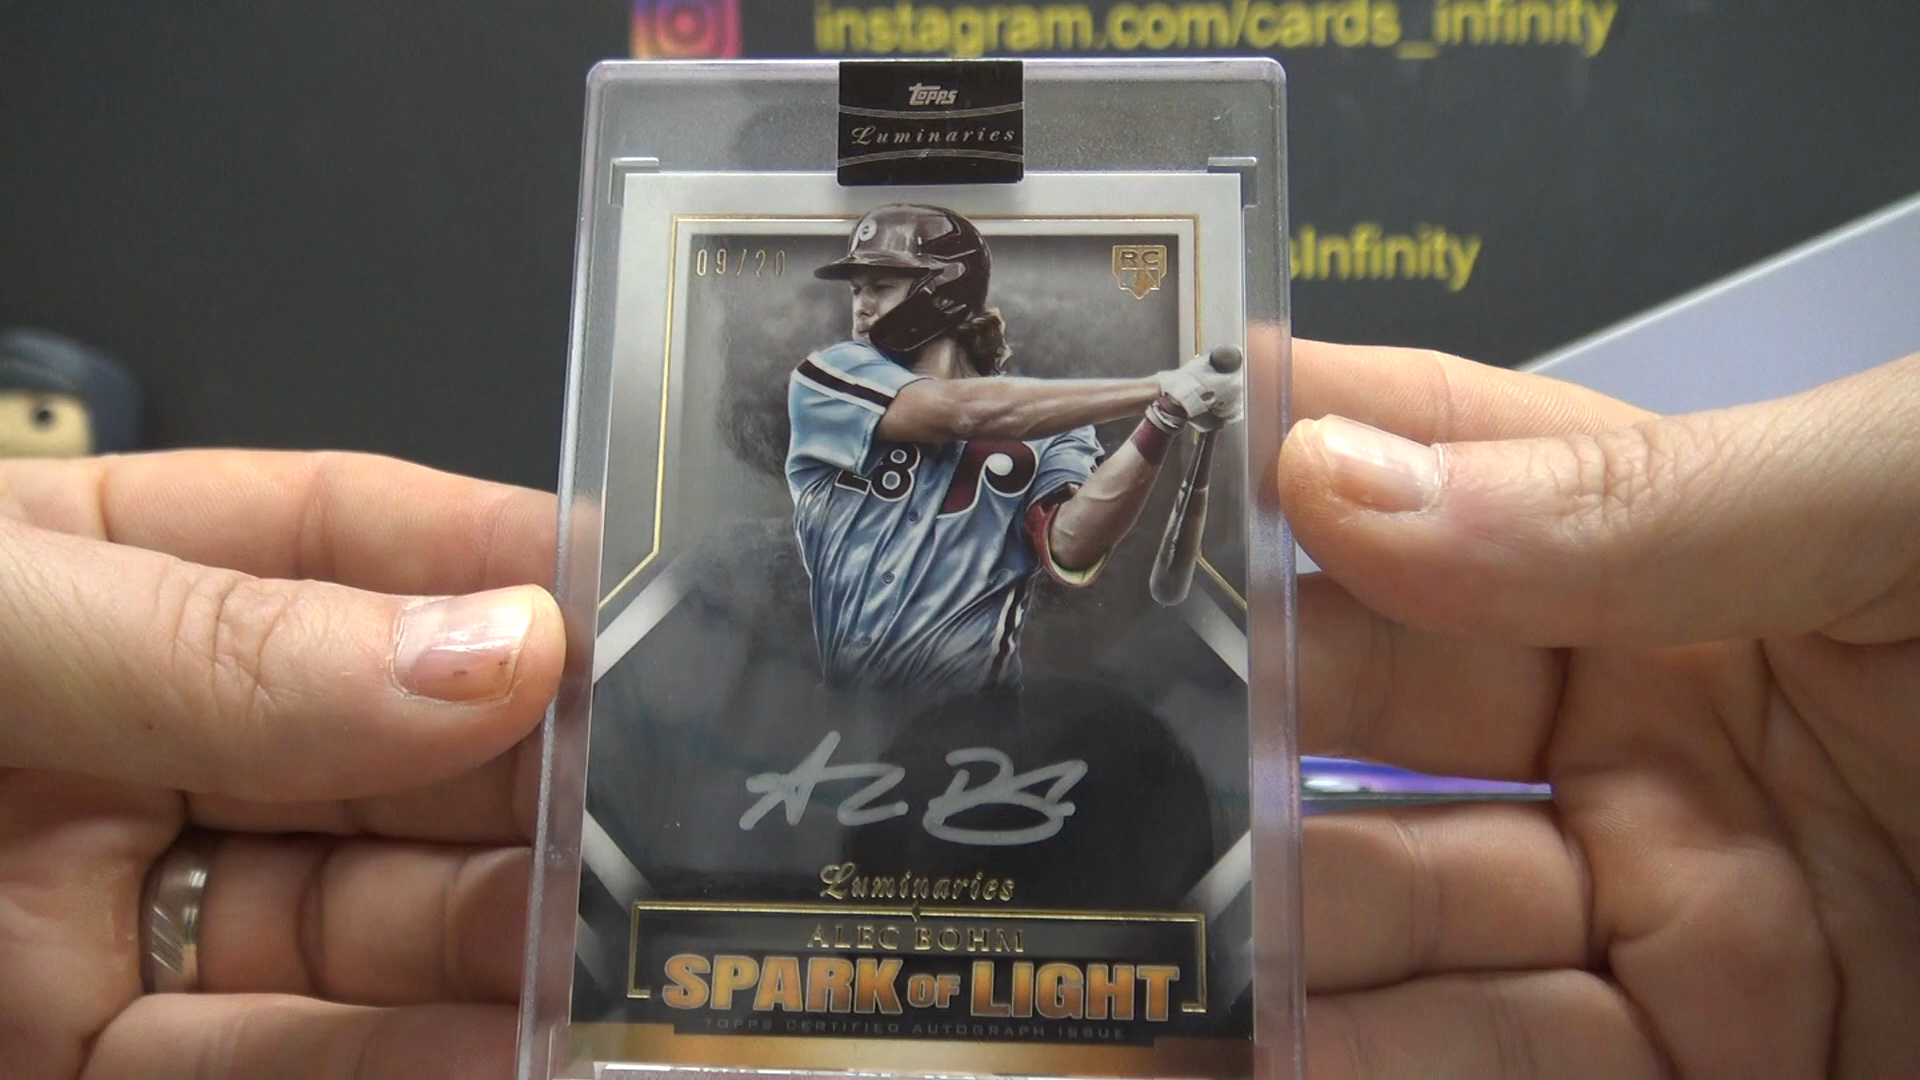 instagram.com/cards_infinity
topps
Luminaries
09/20
RC
P
sInfinity
28 P
Luminaries
ALEC BOHM
SPARK OF LIGHT
TOPPS CERTIFIED AUTOGRAPH ISSUE